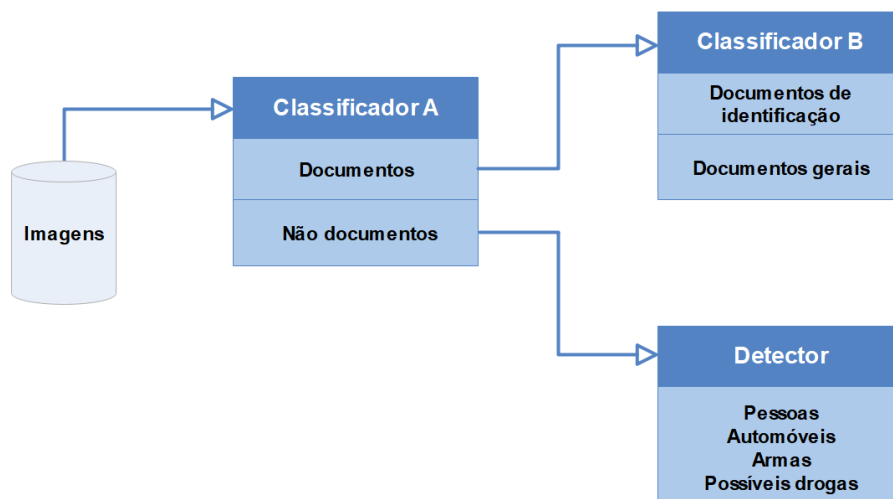 Imagens
Classificador A
Documentos
Não documentos
Classificador B
Documentos de
identificação
Documentos gerais
Detector
Pessoas
Automóveis
Armas
Possíveis drogas